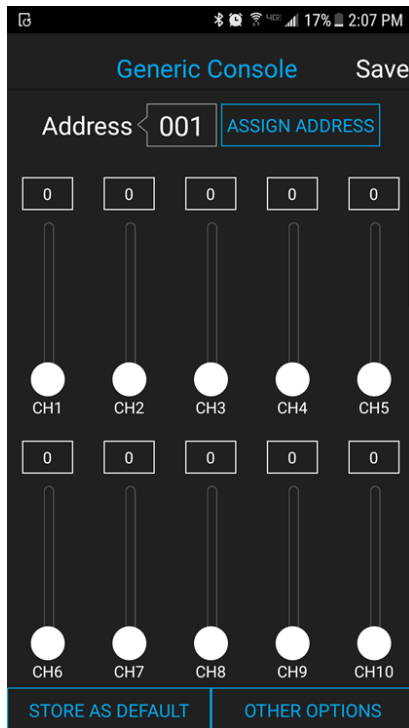 4G 17% 2:07 PM
Generic Console Save
Address 001 ASSIGN ADDRESS
0 0 0 0 0
CH1 CH2 CH3 CH4 CH5
0 0 0 0 0
CH6 CH7 CH8 CH9 CH10
STORE AS DEFAULT OTHER OPTIONS